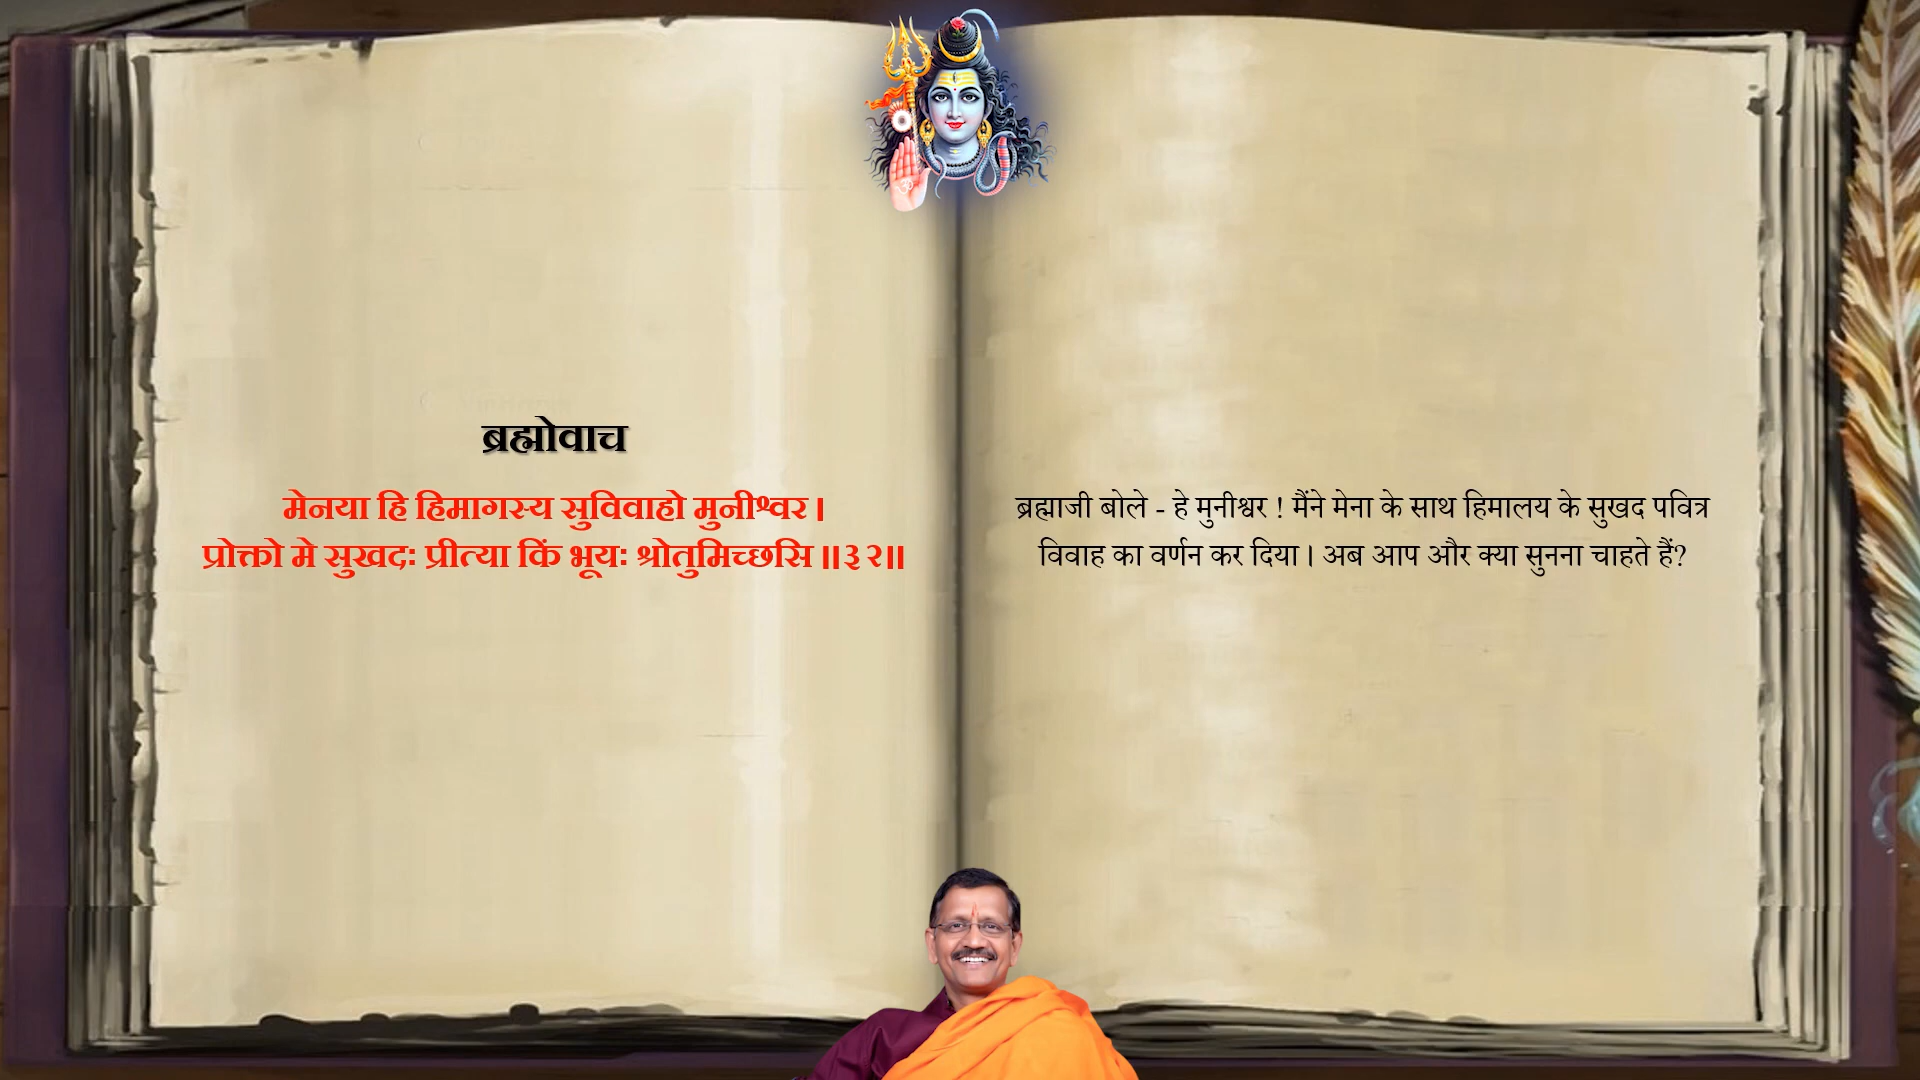 ब्रह्मोवाच
मेनया हि हिमागस्य सुविवाहो मुनीश्वर ।
प्रोक्तो मे सुखदः प्रीत्या किं भूयः श्रोतुमिच्छसि ॥३२॥
ब्रह्माजी बोले - हे मुनीश्वर ! मैंने मेना के साथ हिमालय के सुखद पवित्र
विवाह का वर्णन कर दिया । अब आप और क्या सुनना चाहते हैं?